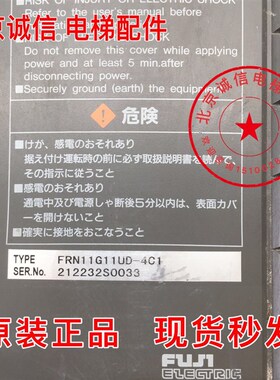 北京诚信 电梯配件
RISK OF INJURY OR ELECTRIC SHOCK
Refer to the user's manual before
Do not remove this cover while applying
power and at least 5 min.after
disconnecting power.
Securely ground (earth) the equipment.
危険
けが、感電のおそれあり
据え付け運転時の前に必ず取扱説明書を読んで、
その指示に従うこと
感電のおそれあり
通電中及び電源しゃ断後5分以内は、表面カバー
を開けないこと
確実に接地をおこなうこと
TYPE FRN11G11UD-4C1
SER.No. 212232S0033
原装正品 现货秒发
FUJI
ELECTRIC